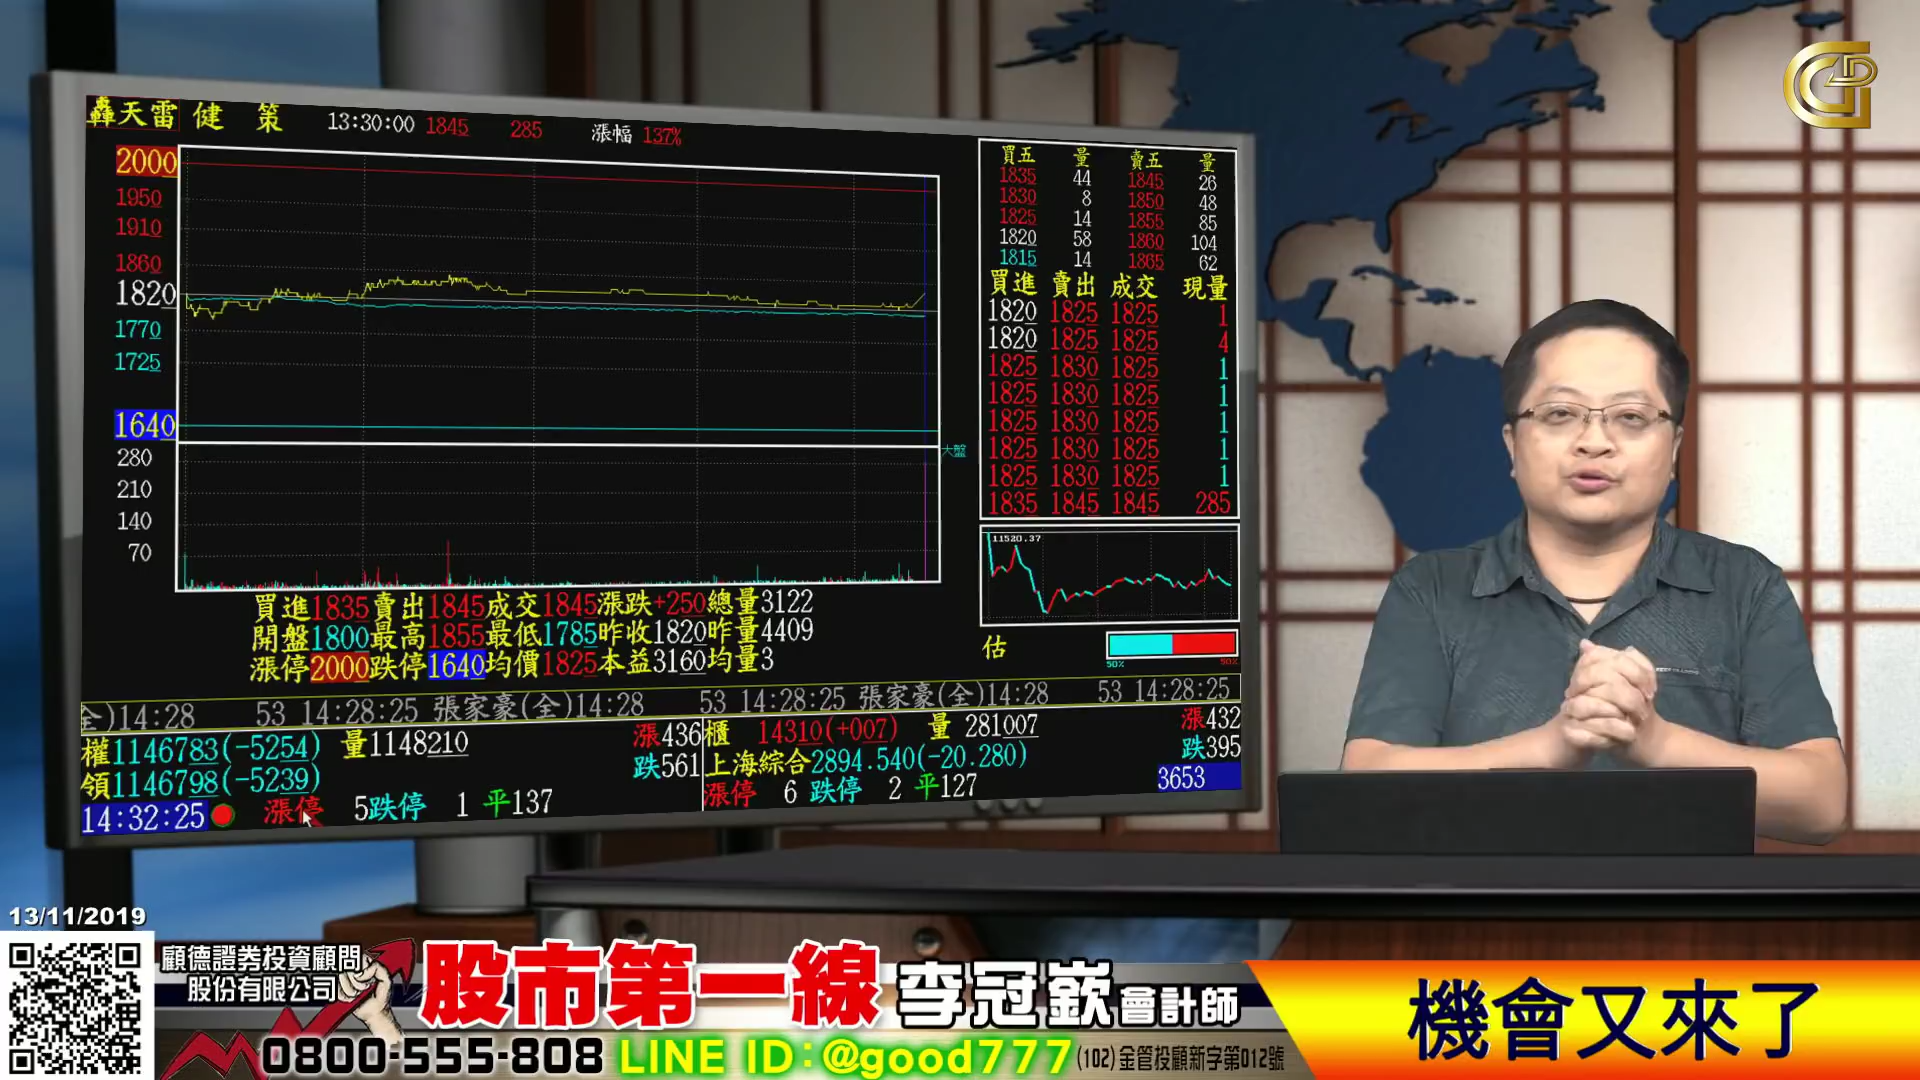 轟天雷 健 策 13:30:00 1845 285 漲幅 137%
2000
1950
1910
1860
1820
1770
1725
1640
280
210
140
70
大盤
買五 量 賣五 量
1835 44 1845 26
1830 8 1850 48
1825 14 1855 85
1820 58 1860 104
1815 14 1865 62
買進 賣出 成交 現量
1820 1825 1825 1
1820 1825 1825 4
1825 1830 1825 1
1825 1830 1825 1
1825 1830 1825 1
1825 1830 1825 1
1825 1830 1825 1
1835 1845 1845 285
11520.37
估
50% 50%
買進1835賣出1845成交1845漲跌+250總量3122
開盤1800最高1855最低1785昨收1820昨量4409
漲停2000跌停1640均價1825本益3160均量3
全)14:28 53 14:28:25 張家豪(全)14:28 53 14:28:25 張家豪(全)14:28 53 14:28:25
權1146783(-5254) 量1148210 漲436
領1146798(-5239) 跌561
14:32:25 漲停 5跌停 1 平137
櫃 14310(+007) 量 281007 漲432
上海綜合2894.540(-20.280) 跌395
漲停 6 跌停 2 平127 3653
13/11/2019
顧德證券投資顧問
股份有限公司
股市第一線 李冠嶔會計師
0800-555-808 LINE ID:@good777 (102)金管投顧新字第012號
機會又來了